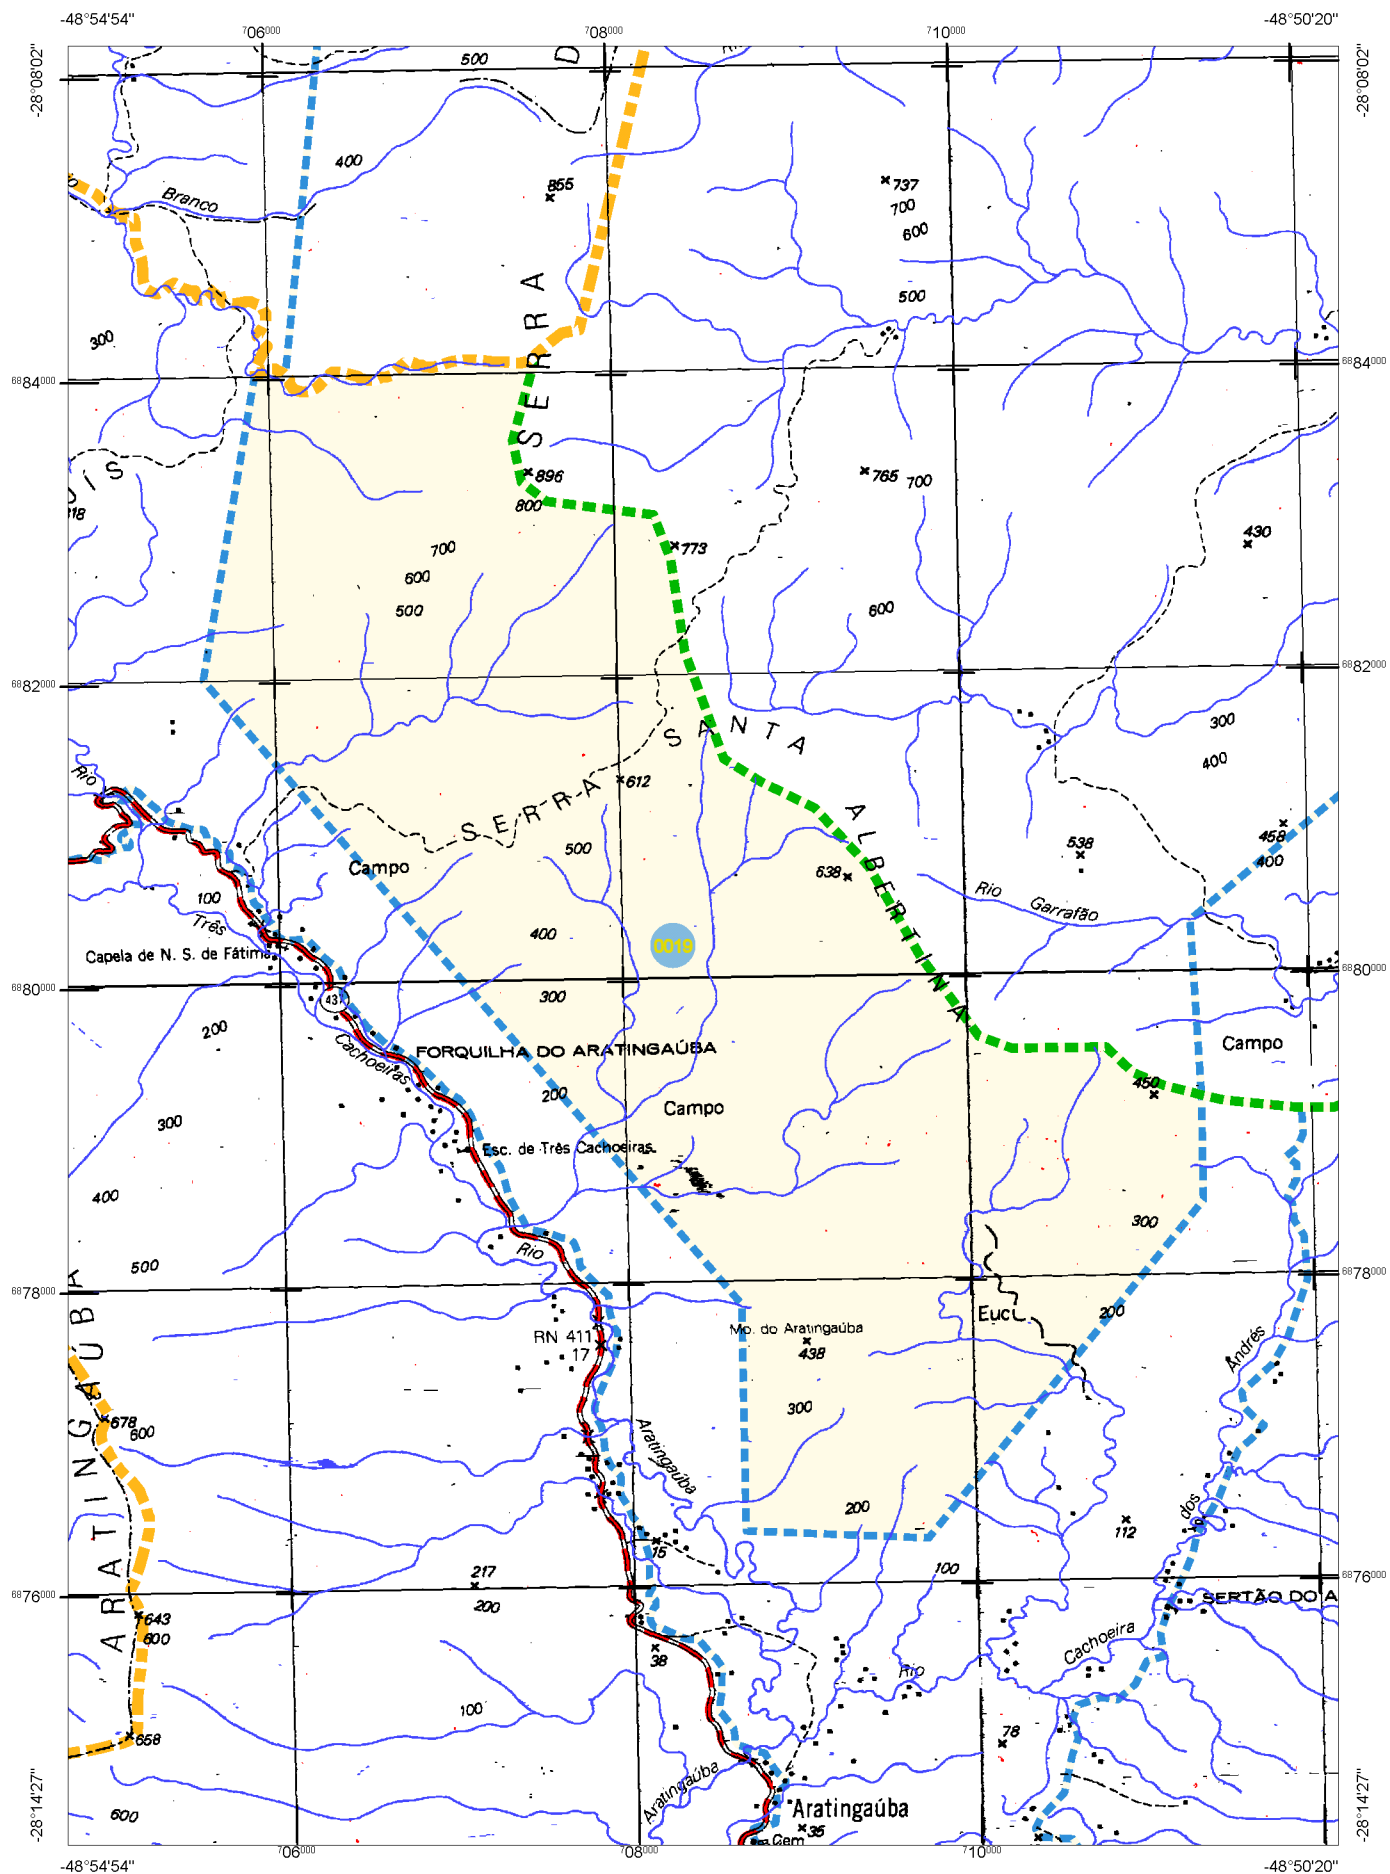 -48°54'54" -48°50'20"
706000 708000 710000
-28°08'02" -28°08'02"
500
D
400
855
737
700
600
Branco
500
300
6884000 6884000
SERRA
896
800
765
700
773
430
700
600
500
600
6882000 6882000
300
400
SANTA
Rio
612
SERRA
ALBERTINA
458
400
538
500
Campo
638
Rio Garrafão
100
Três
400
0019
Capela de N. S. de Fátima
6880000 6880000
437
300
200
Cachoeiras
FORQUILHA DO ARATINGAÚBA
Campo
450
200
Campo
300
Esc. de Três Cachoeiras
400
300
Rio
500
6878000 6878000
ARATINGAÚBA
Eucl.
200
RN 411
17
Mo. do Aratingaúba
438
Andrés
300
678
600
Aratingaúba
200
dos
112
15
217
100
6876000 6876000
200
SERTÃO DO A
643
600
Cachoeira
38
Rio
100
658
78
Aratingaúba
Aratingaúba
600
35
Cem
-28°14'27" -28°14'27"
706000 708000 710000
-48°54'54" -48°50'20"